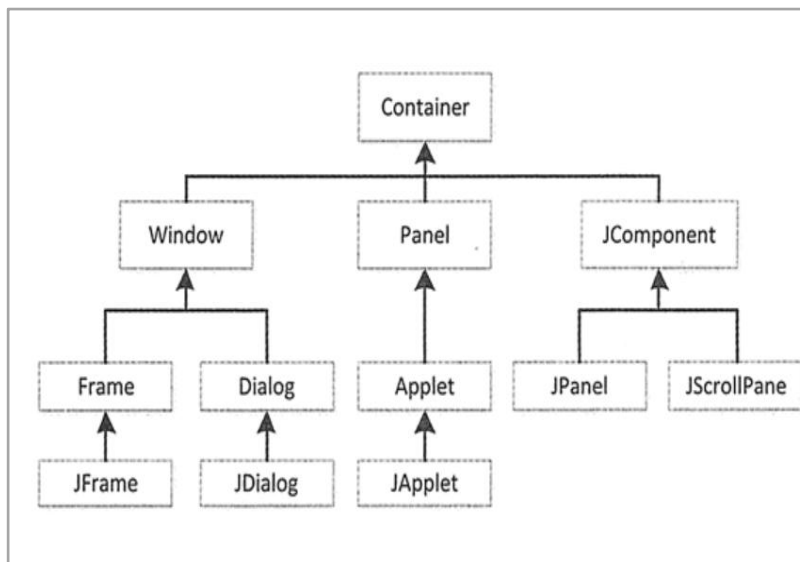 Container
Window Panel JComponent
Frame Dialog Applet JPanel JScrollPane
JFrame JDialog JApplet